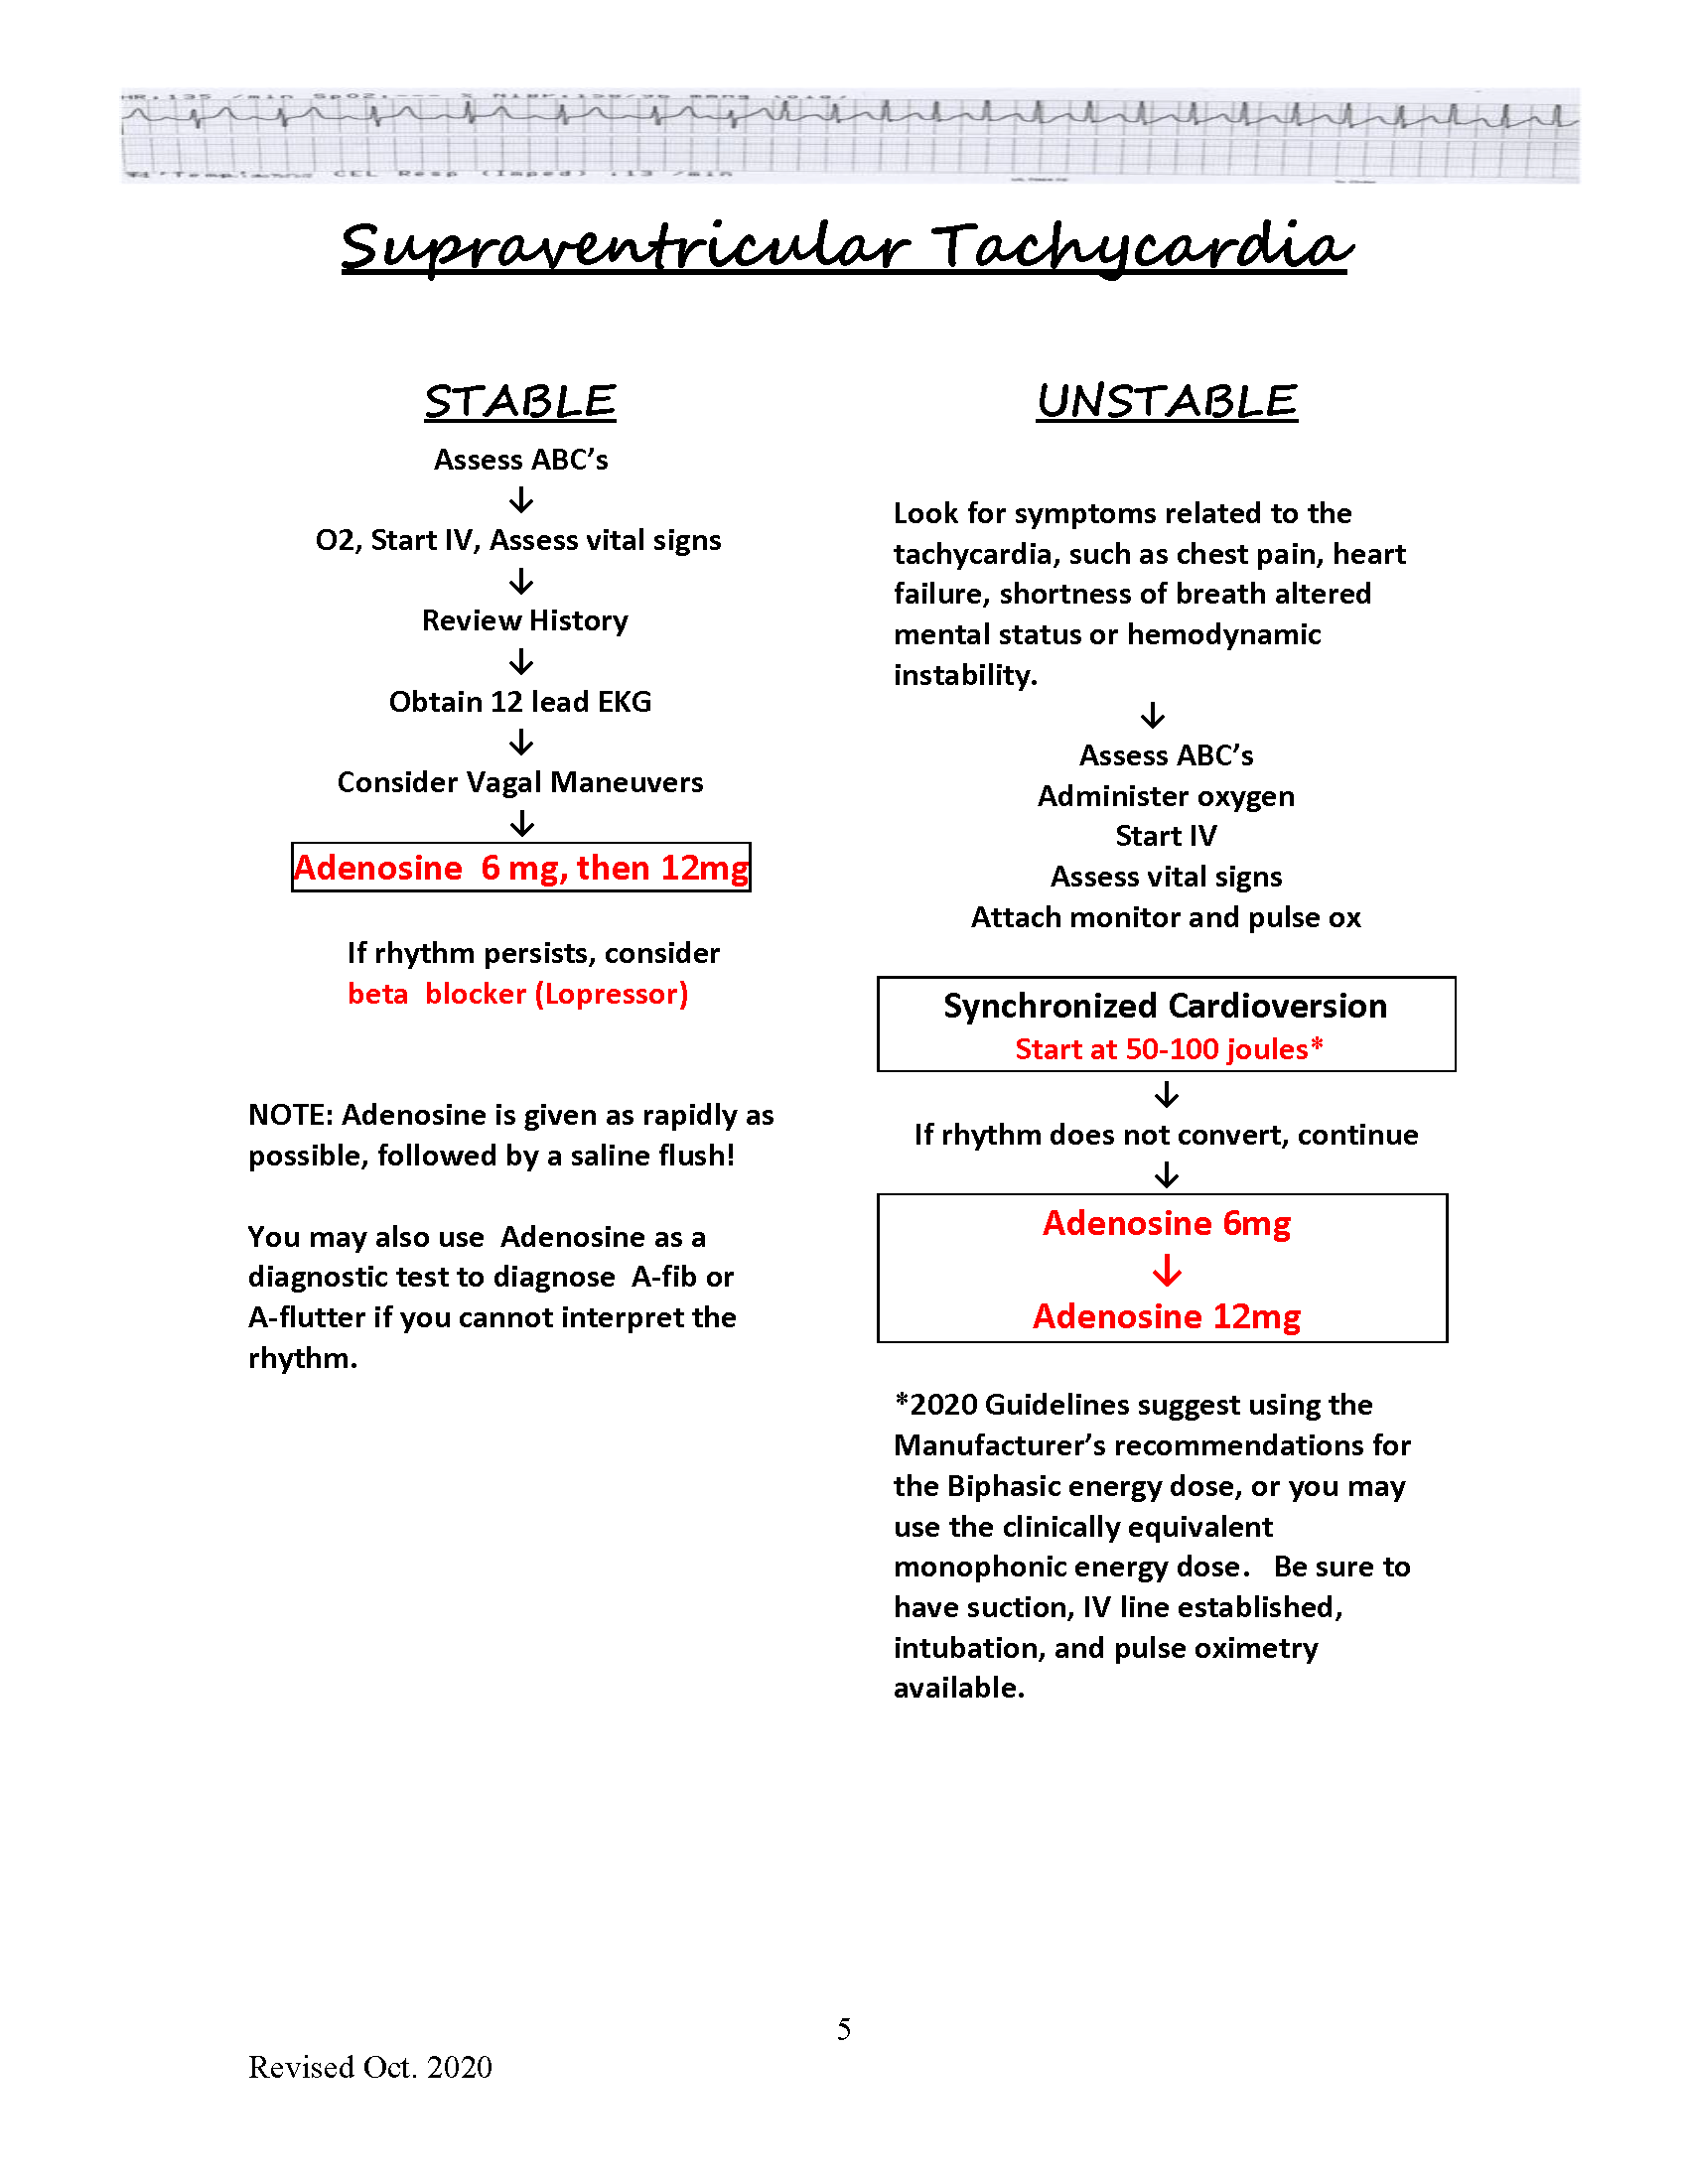 Supraventricular Tachycardia
STABLE
Assess ABC’s
↓
O2, Start IV, Assess vital signs
↓
Review History
↓
Obtain 12 lead EKG
↓
Consider Vagal Maneuvers
↓
Adenosine  6 mg, then 12mg
If rhythm persists, consider
beta  blocker (Lopressor)
NOTE: Adenosine is given as rapidly as
possible, followed by a saline flush!
You may also use  Adenosine as a
diagnostic test to diagnose  A-fib or
A-flutter if you cannot interpret the
rhythm.
UNSTABLE
Look for symptoms related to the
tachycardia, such as chest pain, heart
failure, shortness of breath altered
mental status or hemodynamic
instability.
↓
Assess ABC’s
Administer oxygen
Start IV
Assess vital signs
Attach monitor and pulse ox
Synchronized Cardioversion
Start at 50-100 joules*
↓
If rhythm does not convert, continue
↓
Adenosine 6mg
↓
Adenosine 12mg
*2020 Guidelines suggest using the
Manufacturer’s recommendations for
the Biphasic energy dose, or you may
use the clinically equivalent
monophonic energy dose.   Be sure to
have suction, IV line established,
intubation, and pulse oximetry
available.
5
Revised Oct. 2020